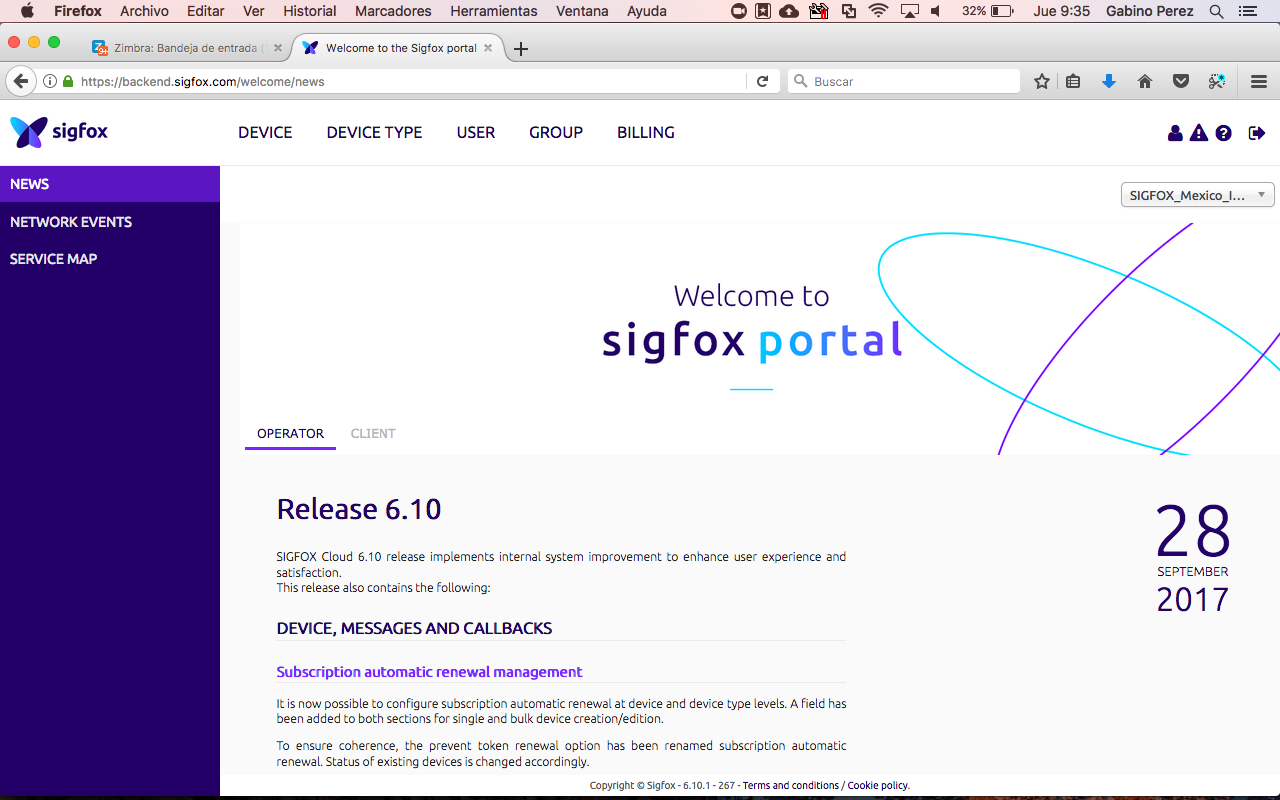 Firefox Archivo Editar Ver Historial Marcadores Herramientas Ventana Ayuda 32% Jue 9:35 Gabino Perez
Zimbra: Bandeja de entrada Welcome to the Sigfox portal
https://backend.sigfox.com/welcome/news Buscar
sigfox DEVICE DEVICE TYPE USER GROUP BILLING
NEWS
NETWORK EVENTS
SERVICE MAP
SIGFOX_Mexico_I...
Welcome to
sigfox portal
OPERATOR CLIENT
Release 6.10
28
SEPTEMBER
2017
SIGFOX Cloud 6.10 release implements internal system improvement to enhance user experience and
satisfaction.
This release also contains the following:
DEVICE, MESSAGES AND CALLBACKS
Subscription automatic renewal management
It is now possible to configure subscription automatic renewal at device and device type levels. A field has
been added to both sections for single and bulk device creation/edition.
To ensure coherence, the prevent token renewal option has been renamed subscription automatic
renewal. Status of existing devices is changed accordingly.
Copyright © Sigfox - 6.10.1 - 267 - Terms and conditions / Cookie policy.